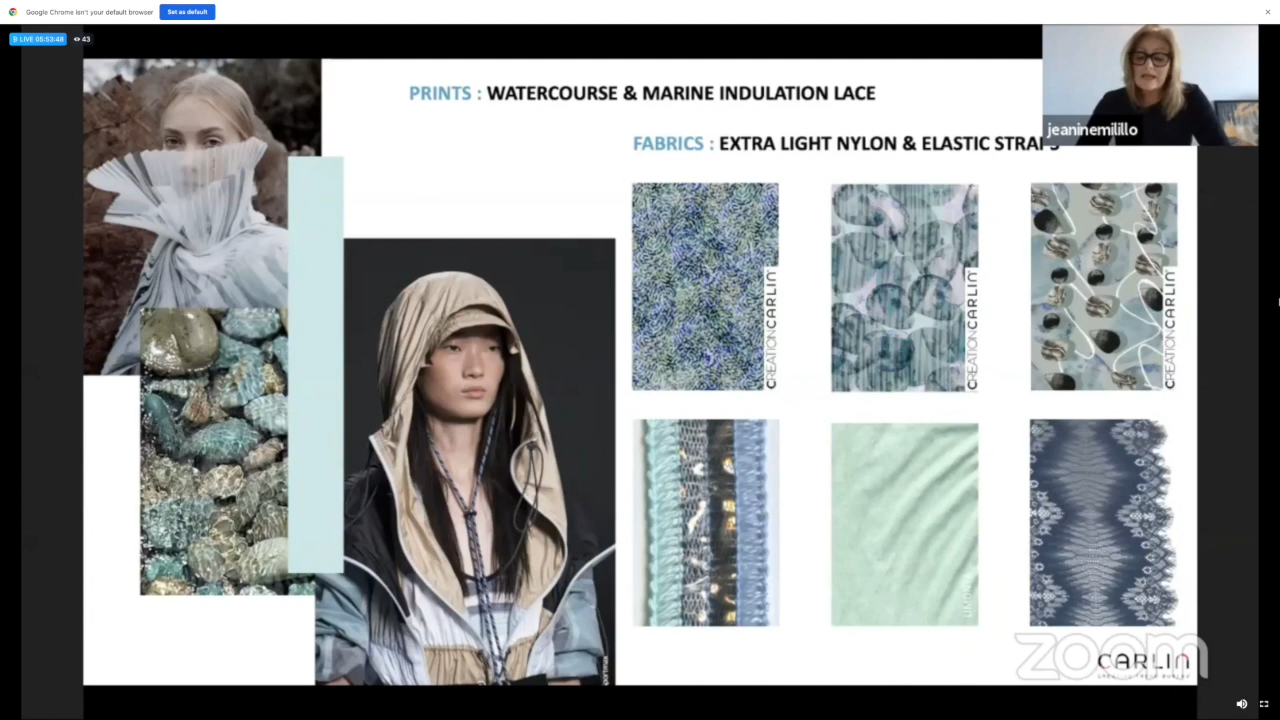 Google Chrome isn't your default browser
Set as default
LIVE 05:53:48
43
PRINTS : WATERCOURSE & MARINE INDULATION LACE
jeaninemilillo
FABRICS : EXTRA LIGHT NYLON & ELASTIC STRAPS
CREATIONCARLIN
CREATIONCARLIN
CREATIONCARLIN
zoom
CARLIN